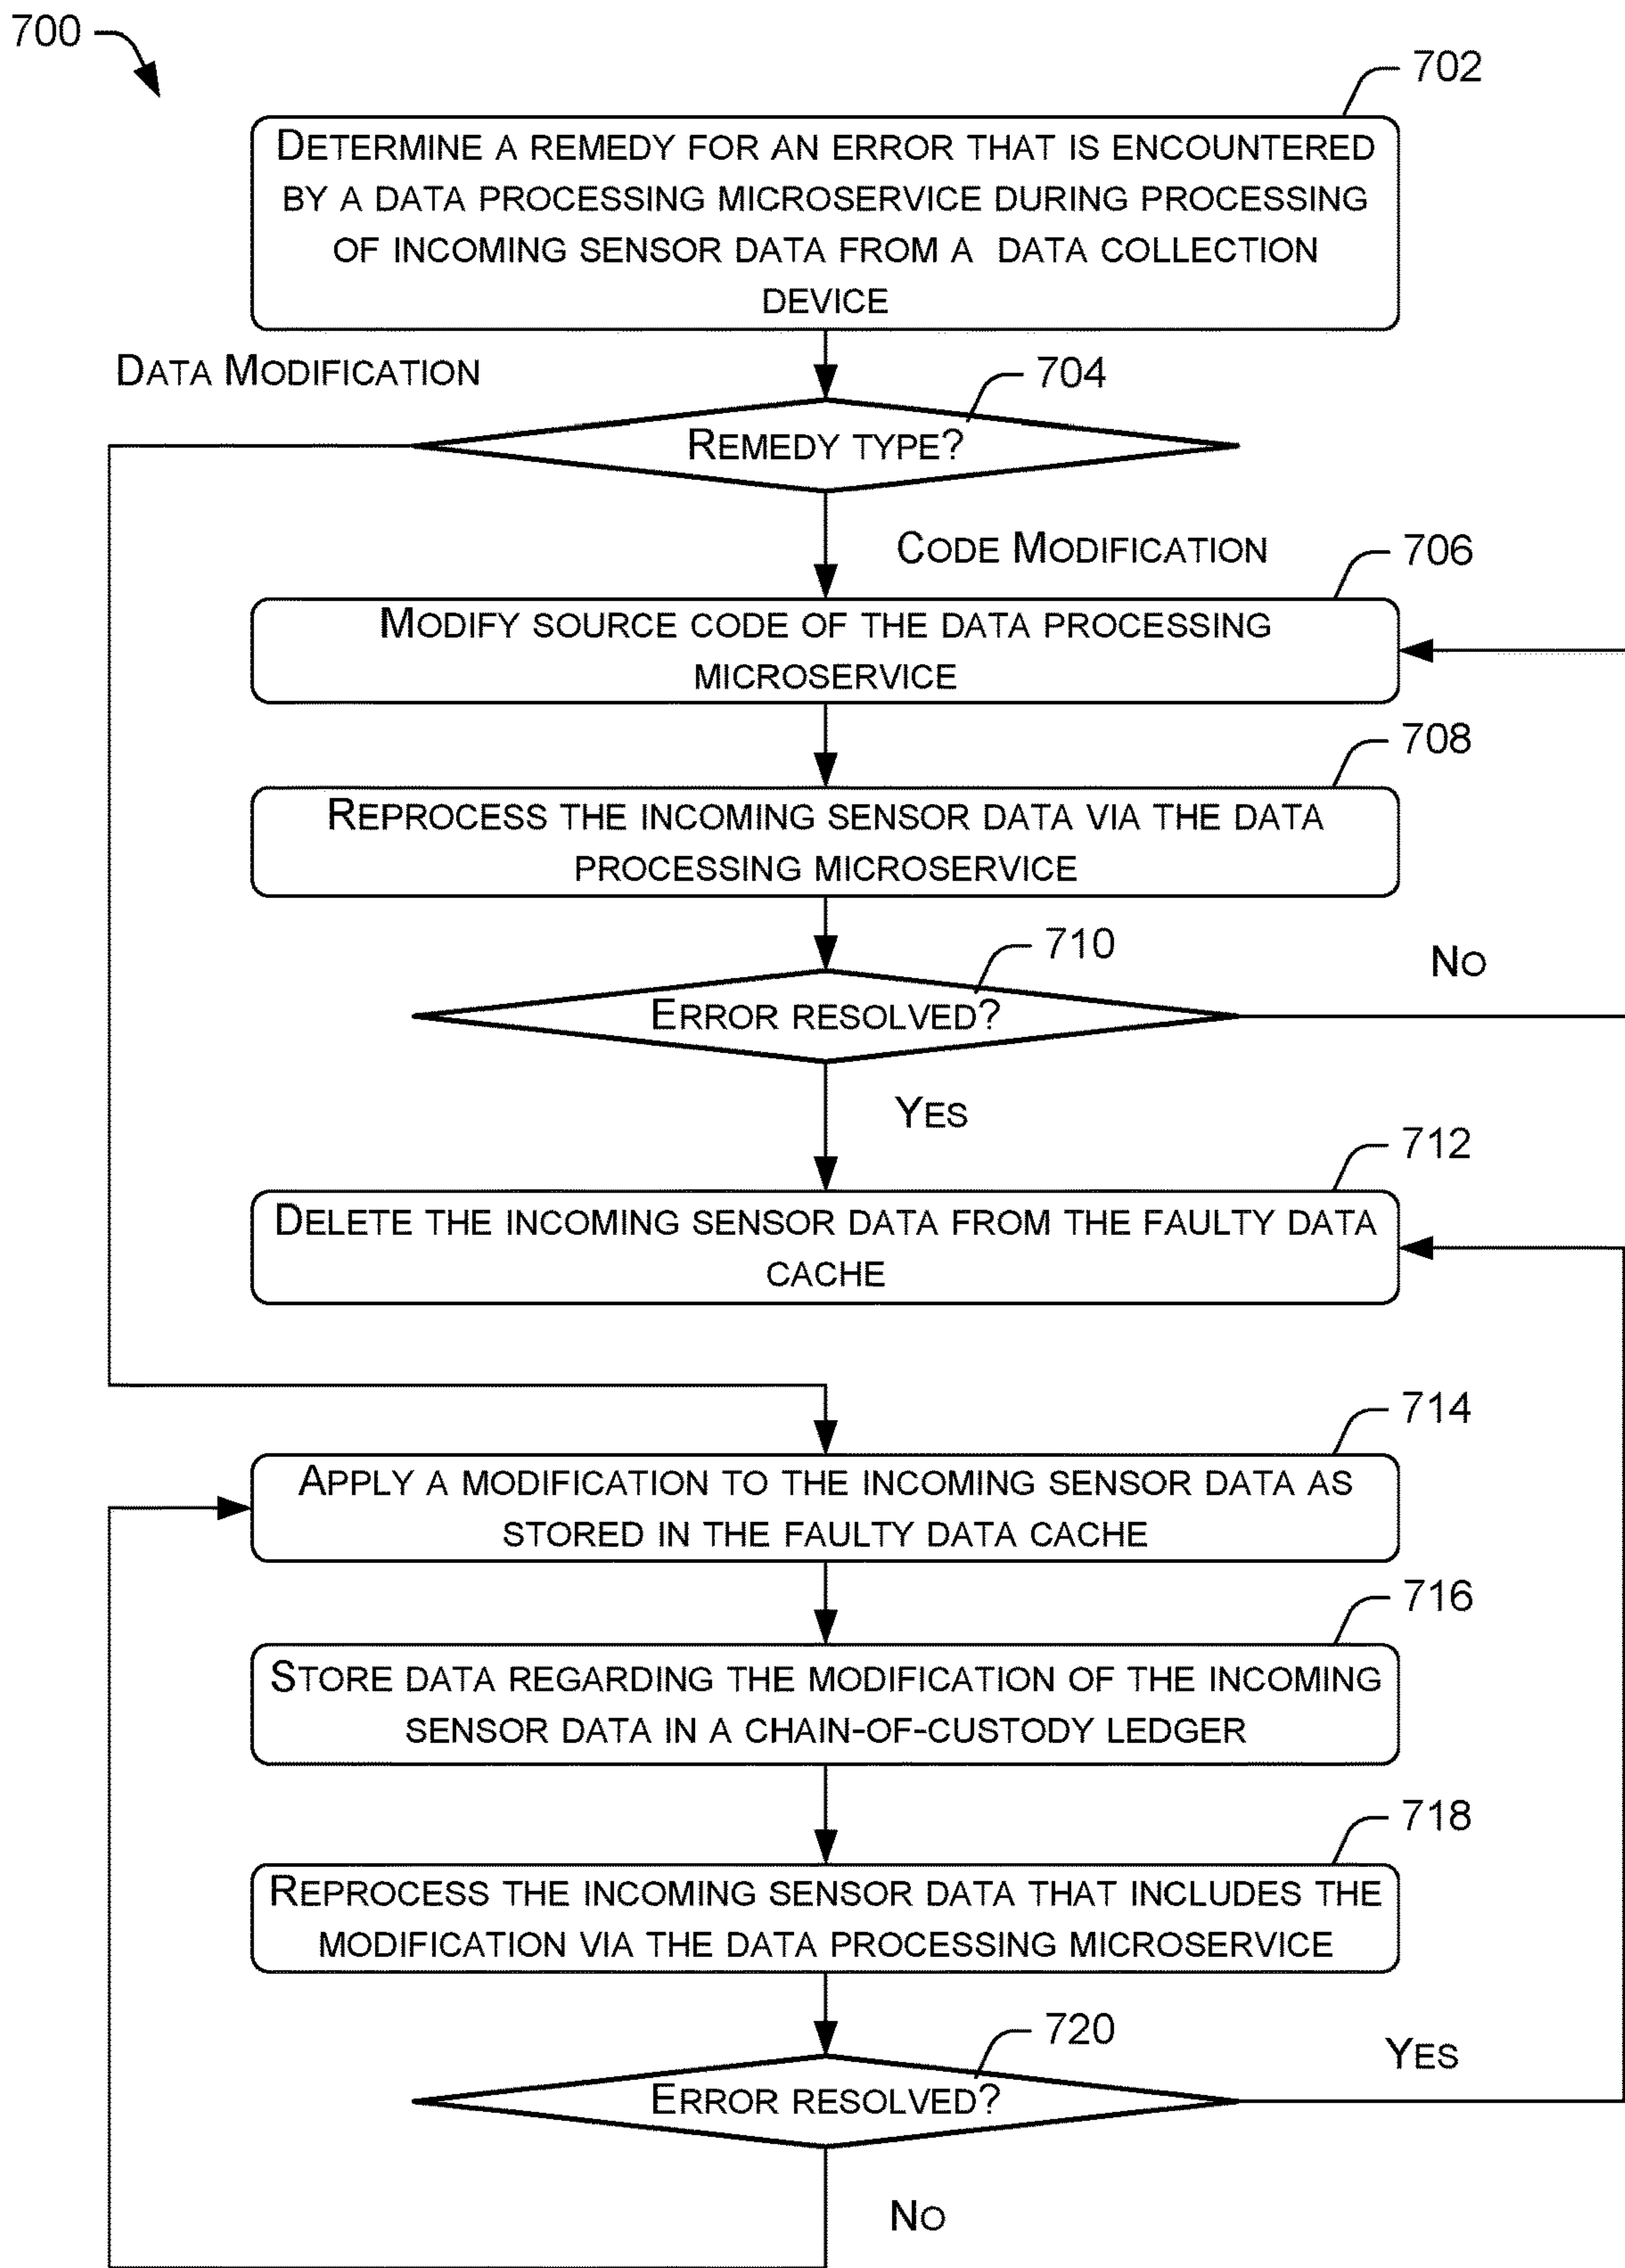 700
702
DETERMINE A REMEDY FOR AN ERROR THAT IS ENCOUNTERED
BY A DATA PROCESSING MICROSERVICE DURING PROCESSING
OF INCOMING SENSOR DATA FROM A DATA COLLECTION
DEVICE
DATA MODIFICATION
704
REMEDY TYPE?
CODE MODIFICATION
706
MODIFY SOURCE CODE OF THE DATA PROCESSING
MICROSERVICE
708
REPROCESS THE INCOMING SENSOR DATA VIA THE DATA
PROCESSING MICROSERVICE
710
NO
ERROR RESOLVED?
YES
712
DELETE THE INCOMING SENSOR DATA FROM THE FAULTY DATA
CACHE
714
APPLY A MODIFICATION TO THE INCOMING SENSOR DATA AS
STORED IN THE FAULTY DATA CACHE
716
STORE DATA REGARDING THE MODIFICATION OF THE INCOMING
SENSOR DATA IN A CHAIN-OF-CUSTODY LEDGER
718
REPROCESS THE INCOMING SENSOR DATA THAT INCLUDES THE
MODIFICATION VIA THE DATA PROCESSING MICROSERVICE
720
YES
ERROR RESOLVED?
NO